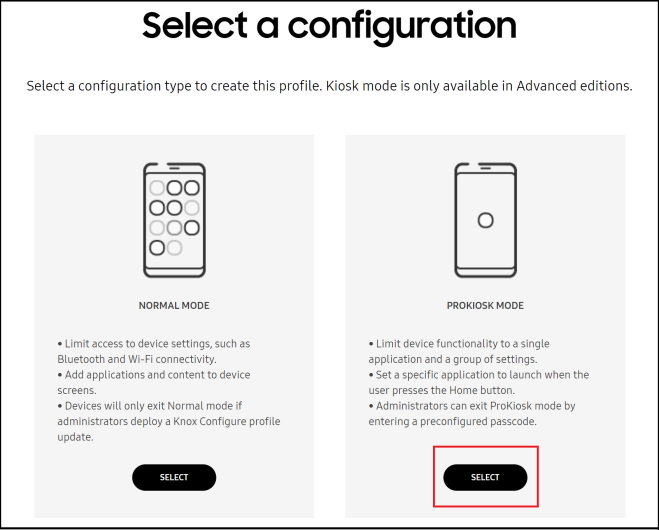 Select a configuration
Select a configuration type to create this profile. Kiosk mode is only available in Advanced editions.
NORMAL MODE
• Limit access to device settings, such as
Bluetooth and Wi-Fi connectivity.
• Add applications and content to device
screens.
• Devices will only exit Normal mode if
administrators deploy a Knox Configure profile
update.
SELECT
PROKIOSK MODE
• Limit device functionality to a single
application and a group of settings.
• Set a specific application to launch when the
user presses the Home button.
• Administrators can exit ProKiosk mode by
entering a preconfigured passcode.
SELECT